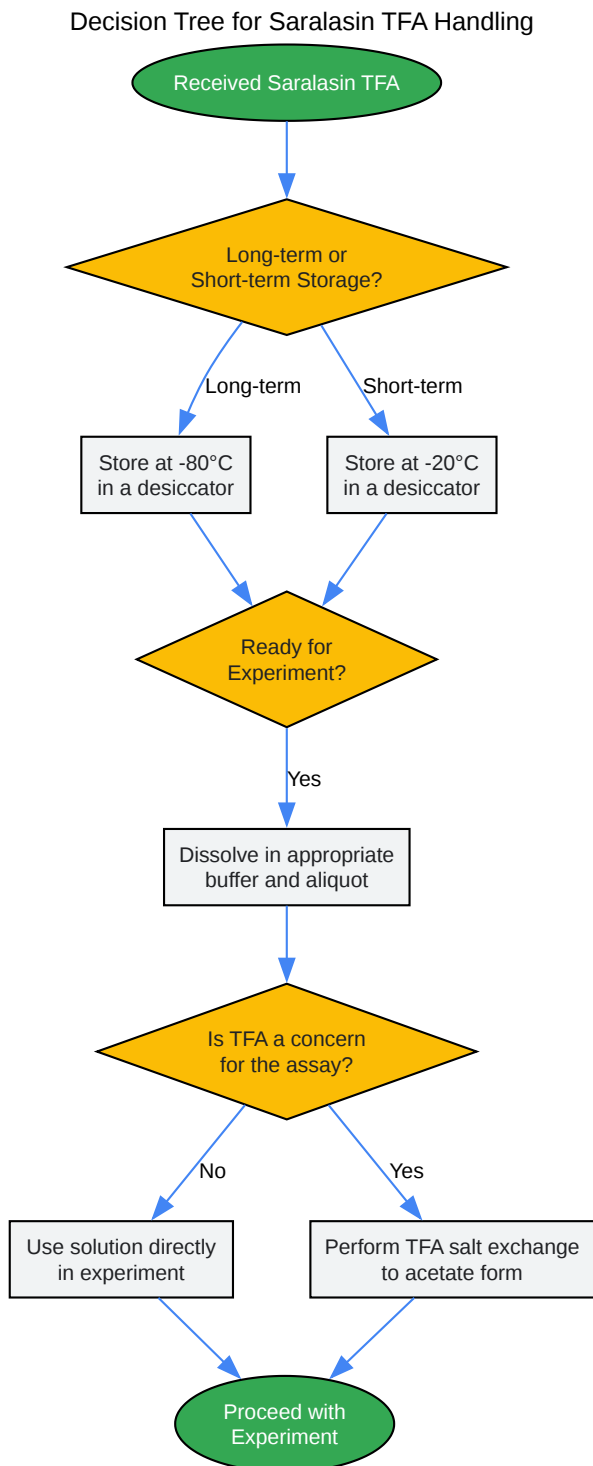 Decision Tree for Saralasin TFA Handling
Received Saralasin TFA
Long-term or
Short-term Storage?
Long-term
Short-term
Store at -80°C
in a desiccator
Store at -20°C
in a desiccator
Ready for
Experiment?
Yes
Dissolve in appropriate
buffer and aliquot
Is TFA a concern
for the assay?
No
Yes
Use solution directly
in experiment
Perform TFA salt exchange
to acetate form
Proceed with
Experiment